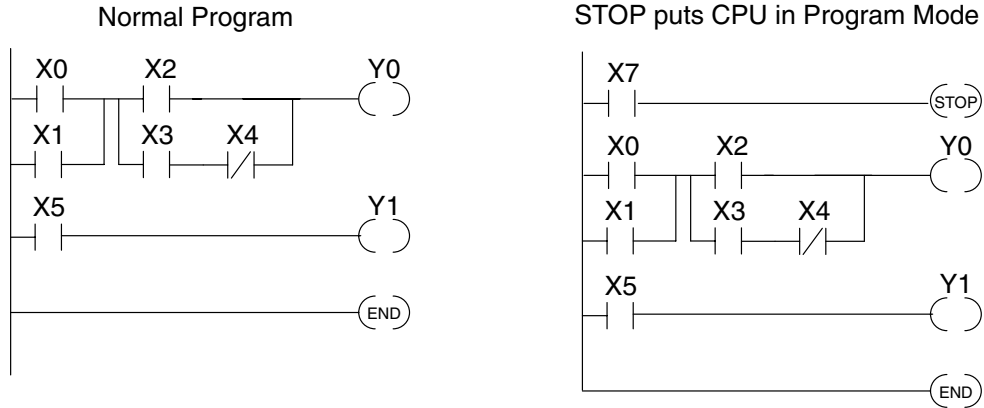 Normal Program
X0 X2 Y0
X1 X3 X4
X5 Y1
END
STOP puts CPU in Program Mode
X7
STOP
X0 X2 Y0
X1 X3 X4
X5 Y1
END